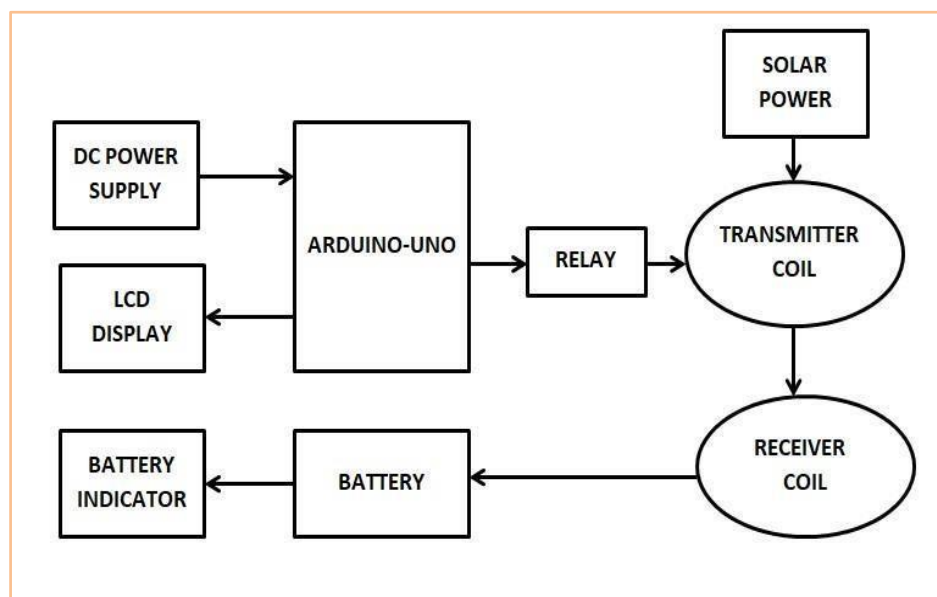 SOLAR
POWER
DC POWER
SUPPLY
ARDUINO-UNO
RELAY
TRANSMITTER
COIL
LCD
DISPLAY
BATTERY
INDICATOR
BATTERY
RECEIVER
COIL